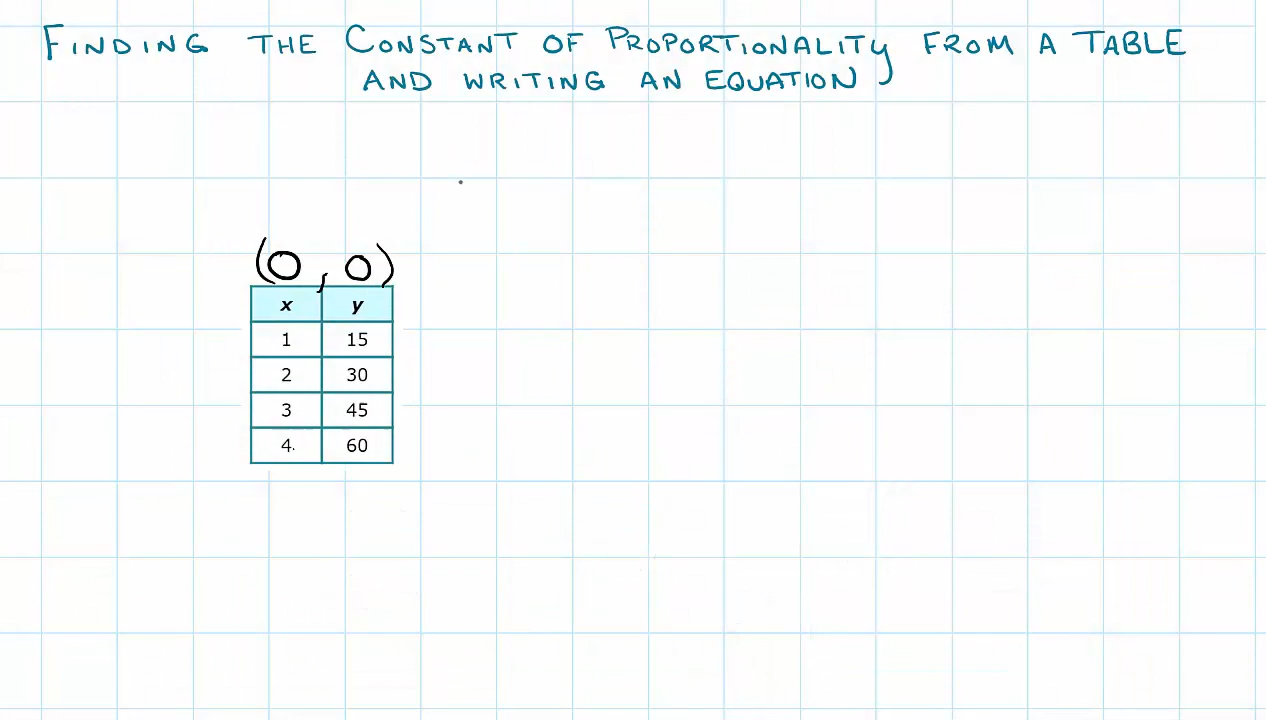 FINDING THE CONSTANT OF PROPORTIONALITY FROM A TABLE
AND WRITING AN EQUATION
(0, 0)
x y
1 15
2 30
3 45
4 60